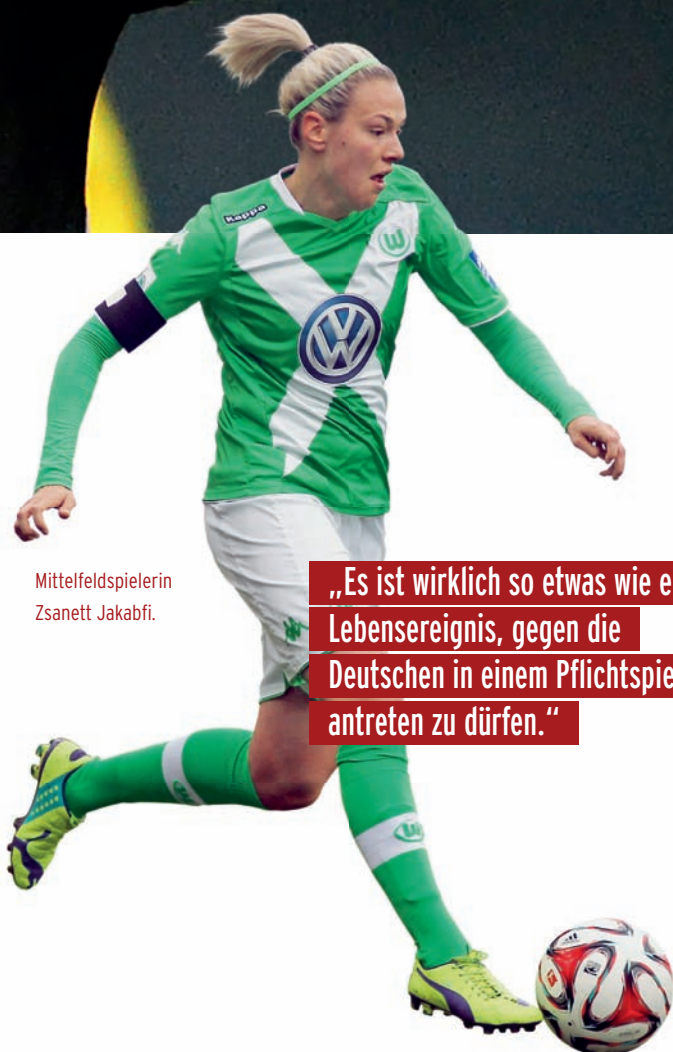 Kappa
W
VW
Mittelfeldspielerin
Zsanett Jakabfi.
„Es ist wirklich so etwas wie e
Lebensereignis, gegen die
Deutschen in einem Pflichtspie
antreten zu dürfen.“
W